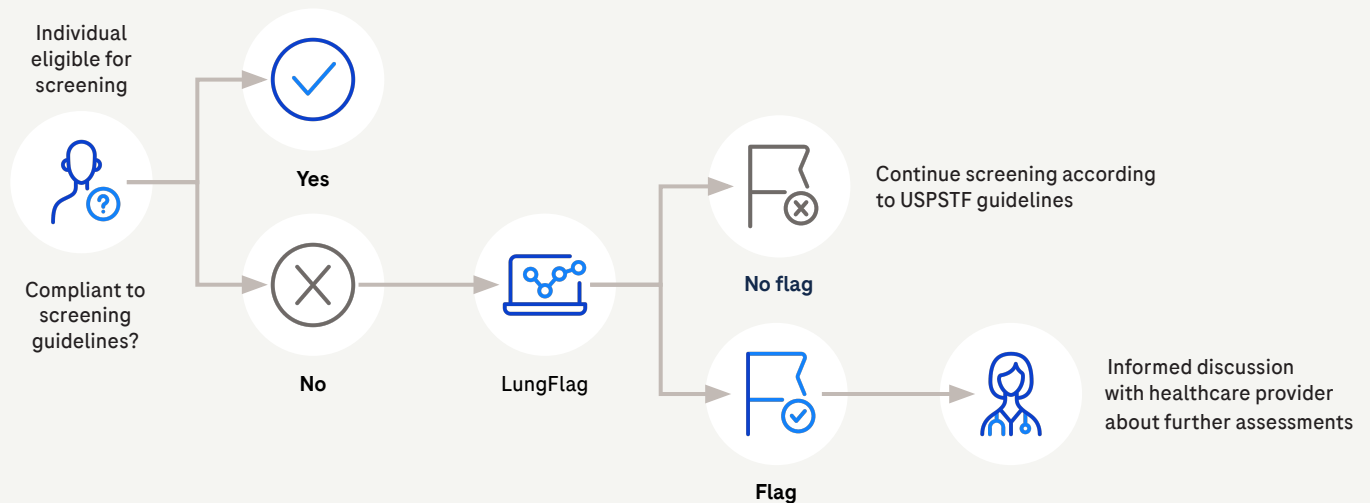 Individual
eligible for
screening
Compliant to
screening
guidelines?
Yes
No
LungFlag
No flag
Continue screening according
to USPSTF guidelines
Flag
Informed discussion
with healthcare provider
about further assessments